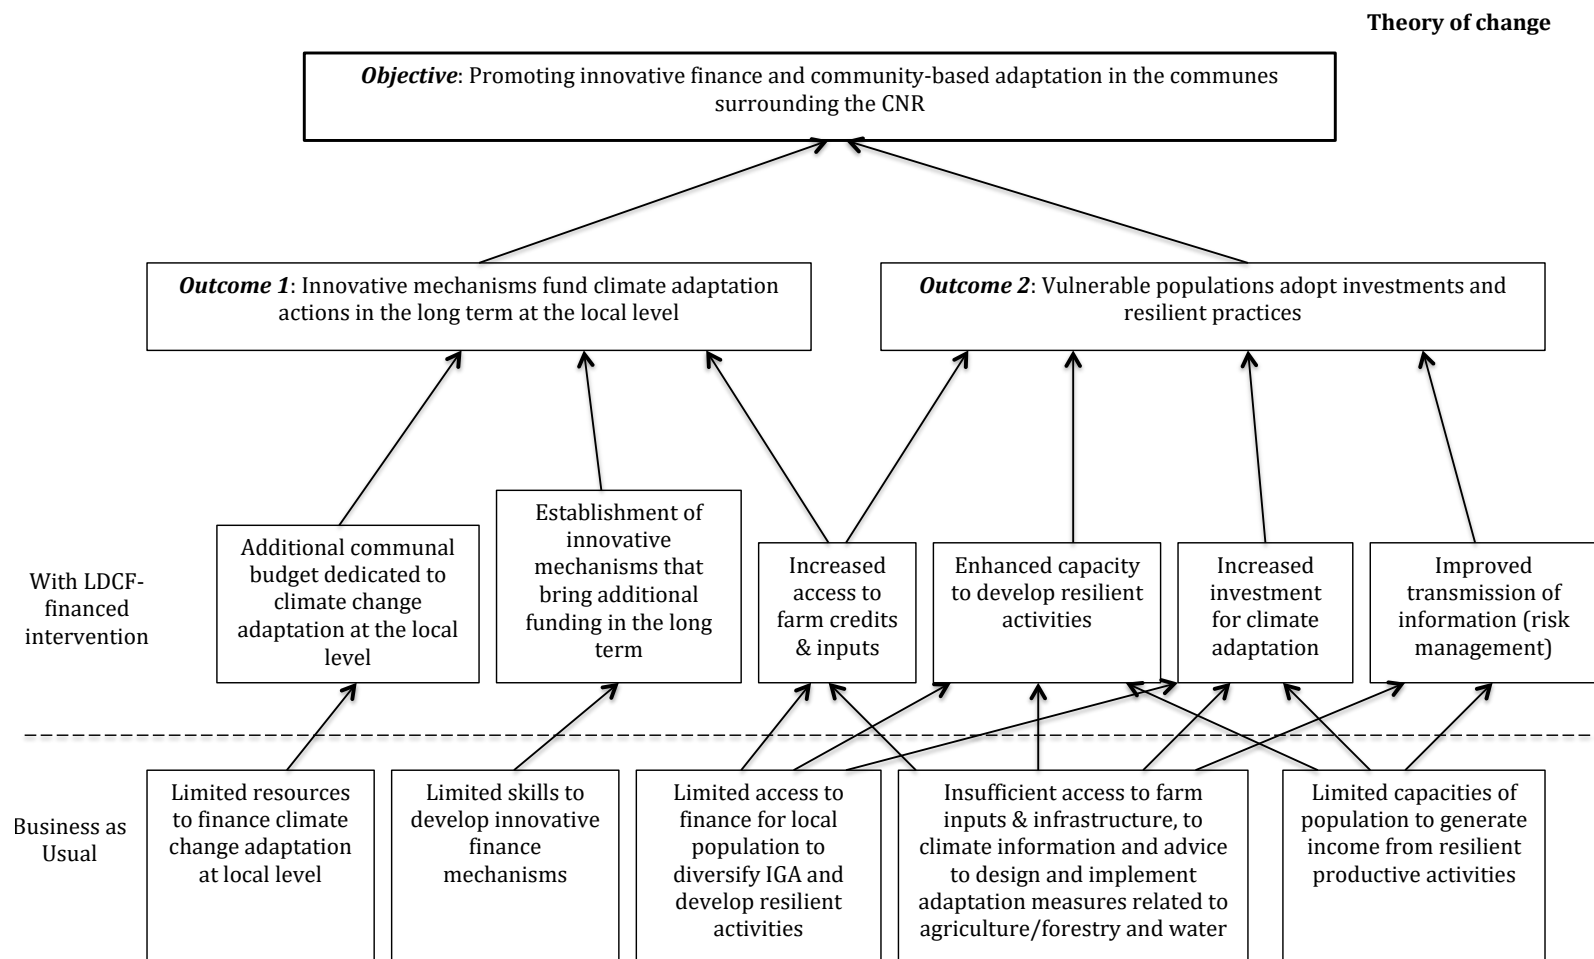 Theory of change
Objective: Promoting innovative finance and community-based adaptation in the communes
surrounding the CNR
Outcome 1: Innovative mechanisms fund climate adaptation
actions in the long term at the local level
Outcome 2: Vulnerable populations adopt investments and
resilient practices
With LDCF-
financed
intervention
Additional communal
budget dedicated to
climate change
adaptation at the local
level
Establishment of
innovative
mechanisms that
bring additional
funding in the long
term
Increased
access to
farm credits
& inputs
Enhanced capacity
to develop resilient
activities
Increased
investment
for climate
adaptation
Improved
transmission of
information (risk
management)
Business as
Usual
Limited resources
to finance climate
change adaptation
at local level
Limited skills to
develop innovative
finance
mechanisms
Limited access to
finance for local
population to
diversify IGA and
develop resilient
activities
Insufficient access to farm
inputs & infrastructure, to
climate information and advice
to design and implement
adaptation measures related to
agriculture/forestry and water
Limited capacities of
population to generate
income from resilient
productive activities